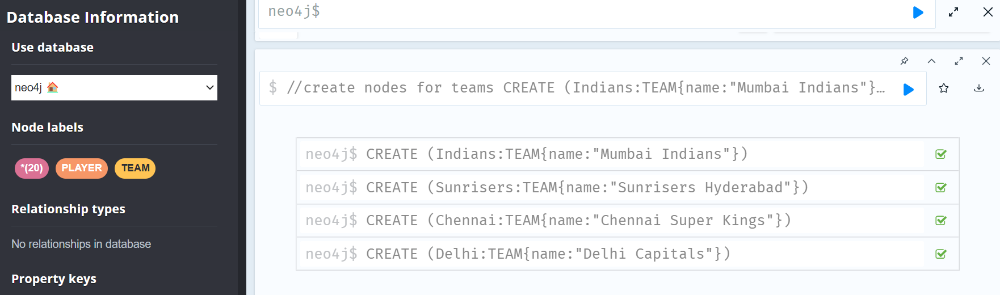 Database Information
Use database
neo4j
Node labels
*(20) PLAYER TEAM
Relationship types
No relationships in database
Property keys
neo4j$
$ //create nodes for teams CREATE (Indians:TEAM{name:"Mumbai Indians"}…
neo4j$ CREATE (Indians:TEAM{name:"Mumbai Indians"})
neo4j$ CREATE (Sunrisers:TEAM{name:"Sunrisers Hyderabad"})
neo4j$ CREATE (Chennai:TEAM{name:"Chennai Super Kings"})
neo4j$ CREATE (Delhi:TEAM{name:"Delhi Capitals"})